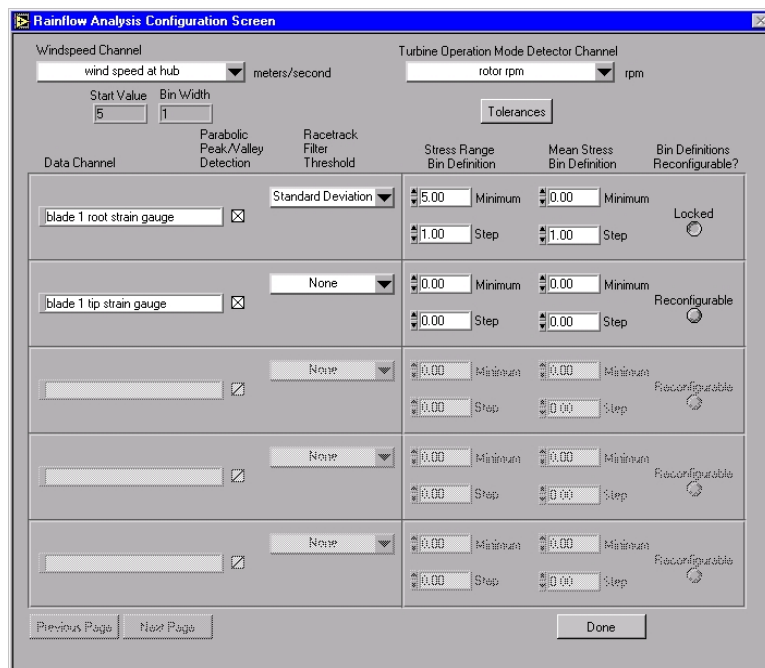 Rainflow Analysis Configuration Screen
Windspeed Channel
Turbine Operation Mode Detector Channel
wind speed at hub
meters/second
rotor rpm
rpm
Start Value
Bin Width
5
1
Tolerances
Data Channel
Parabolic
Peak/Valley
Detection
Racetrack
Filter
Threshold
Stress Range
Bin Definition
Mean Stress
Bin Definition
Bin Definitions
Reconfigurable?
blade 1 root strain gauge
Standard Deviation
5.00 Minimum
0.00 Minimum
1.00 Step
1.00 Step
Locked
blade 1 tip strain gauge
None
0.00 Minimum
0.00 Minimum
0.00 Step
0.00 Step
Reconfigurable
None
0.00 Minimum
0.00 Minimum
0.00 Step
0.00 Step
Reconfigurable
None
0.00 Minimum
0.00 Minimum
0.00 Step
0.00 Step
Reconfigurable
None
0.00 Minimum
0.00 Minimum
0.00 Step
0.00 Step
Reconfigurable
Previous Page
Next Page
Done